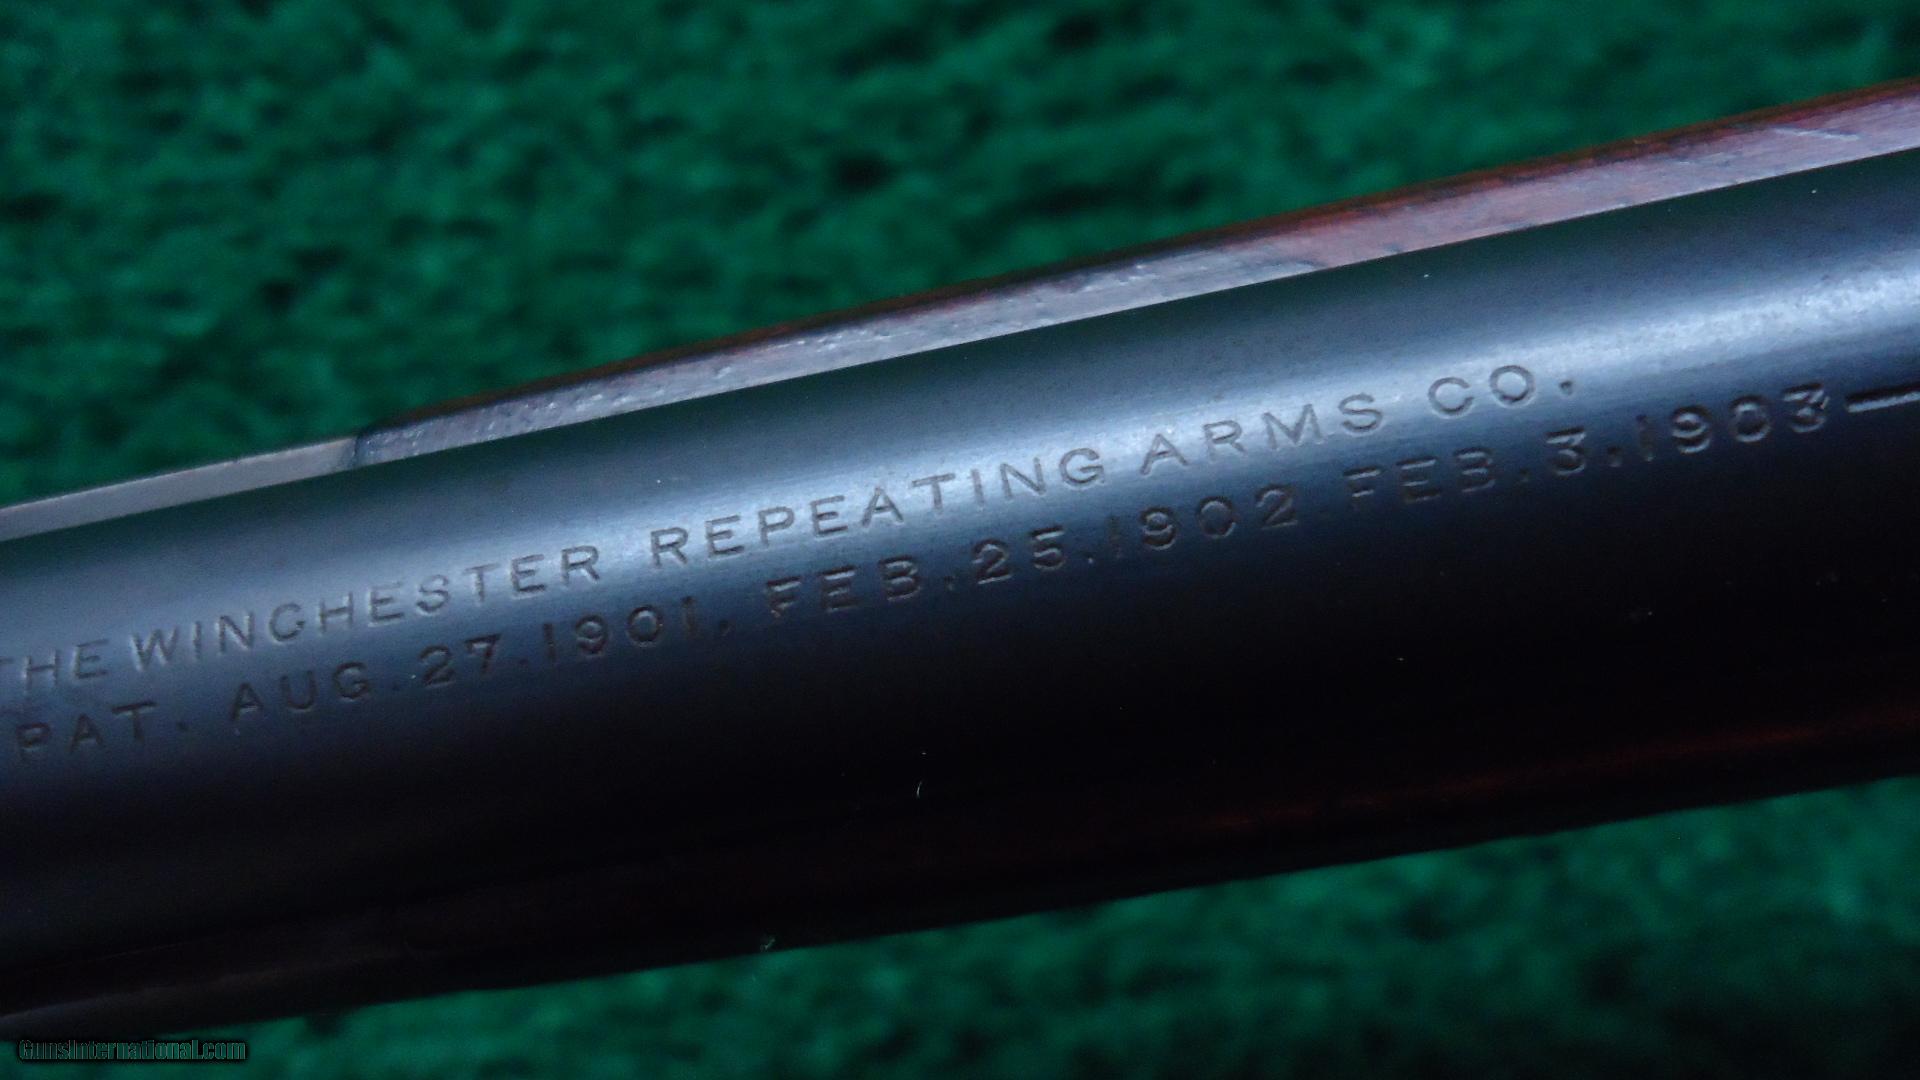 THE WINCHESTER REPEATING ARMS CO.
PAT. AUG. 27. 1901. FEB. 25. 1902. FEB. 3. 1903—
GunsInternational.com